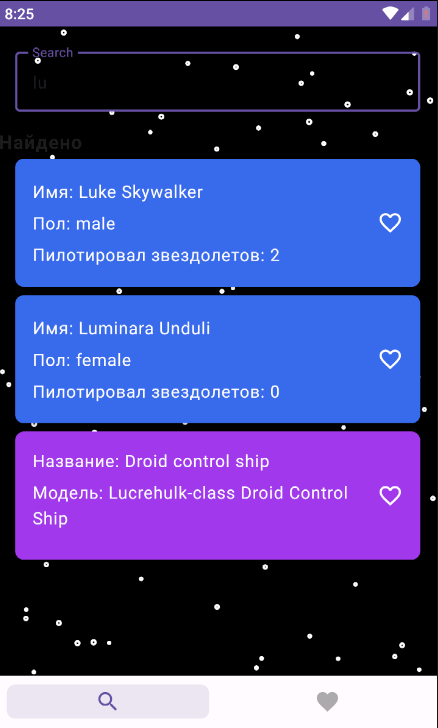 8:25
Search
lu
Найдено
Имя: Luke Skywalker
Пол: male
Пилотировал звездолетов: 2
Имя: Luminara Unduli
Пол: female
Пилотировал звездолетов: 0
Название: Droid control ship
Модель: Lucrehulk-class Droid Control
Ship